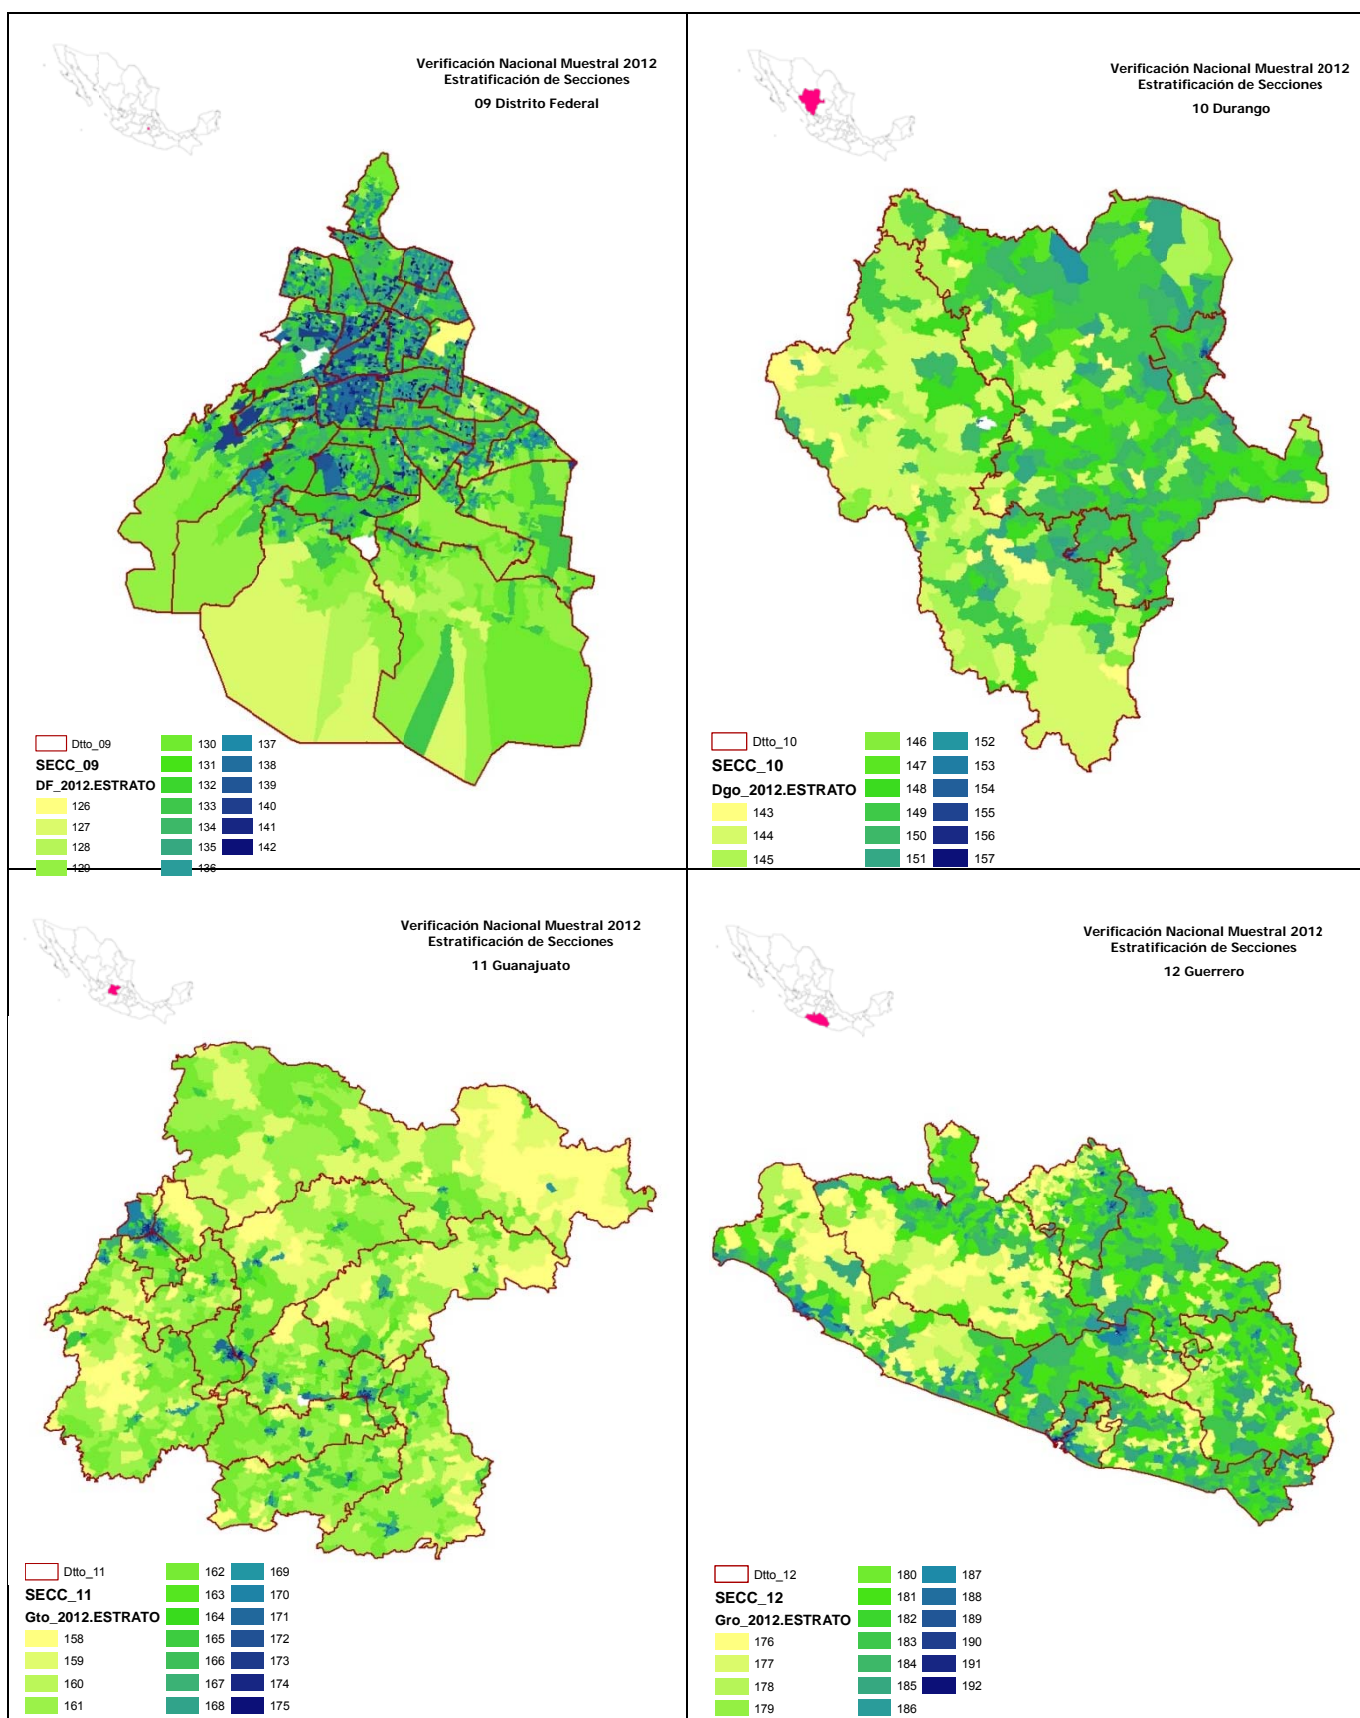 Verificación Nacional Muestral 2012
Estratificación de Secciones
09 Distrito Federal
Dtto_09
SECC_09
DF_2012.ESTRATO
126
127
128
129
130
131
132
133
134
135
136
137
138
139
140
141
142
Verificación Nacional Muestral 2012
Estratificación de Secciones
10 Durango
Dtto_10
SECC_10
Dgo_2012.ESTRATO
143
144
145
146
147
148
149
150
151
152
153
154
155
156
157
Verificación Nacional Muestral 2012
Estratificación de Secciones
11 Guanajuato
Dtto_11
SECC_11
Gto_2012.ESTRATO
158
159
160
161
162
163
164
165
166
167
168
169
170
171
172
173
174
175
Verificación Nacional Muestral 2012
Estratificación de Secciones
12 Guerrero
Dtto_12
SECC_12
Gro_2012.ESTRATO
176
177
178
179
180
181
182
183
184
185
186
187
188
189
190
191
192